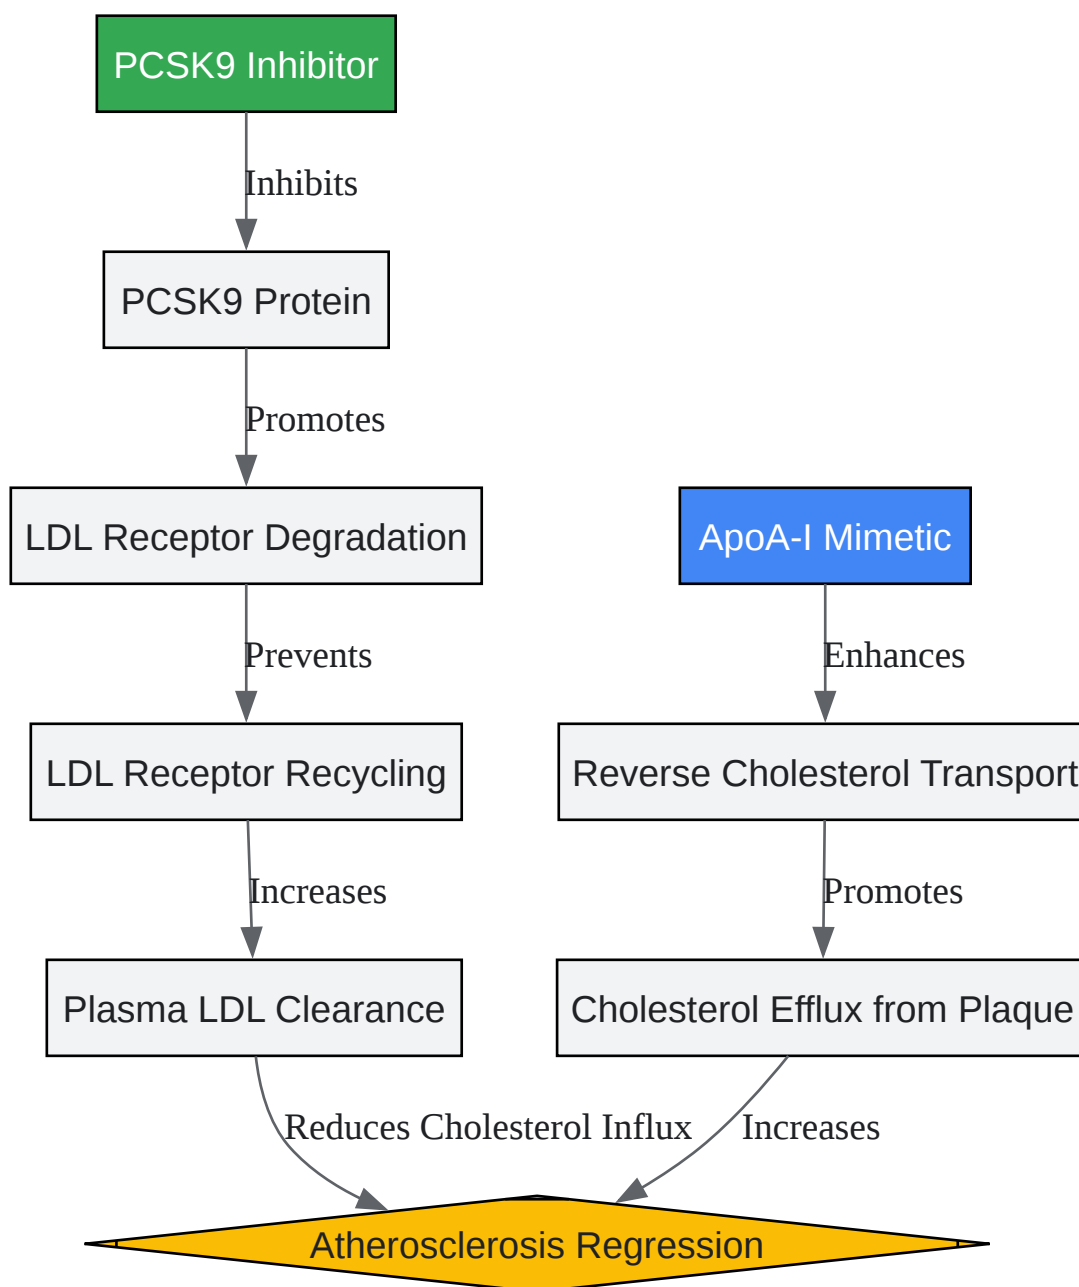 PCSK9 Inhibitor
Inhibits
PCSK9 Protein
Promotes
LDL Receptor Degradation
ApoA-I Mimetic
Prevents
Enhances
LDL Receptor Recycling
Reverse Cholesterol Transport
Increases
Promotes
Plasma LDL Clearance
Cholesterol Efflux from Plaque
Reduces Cholesterol Influx
Increases
Atherosclerosis Regression